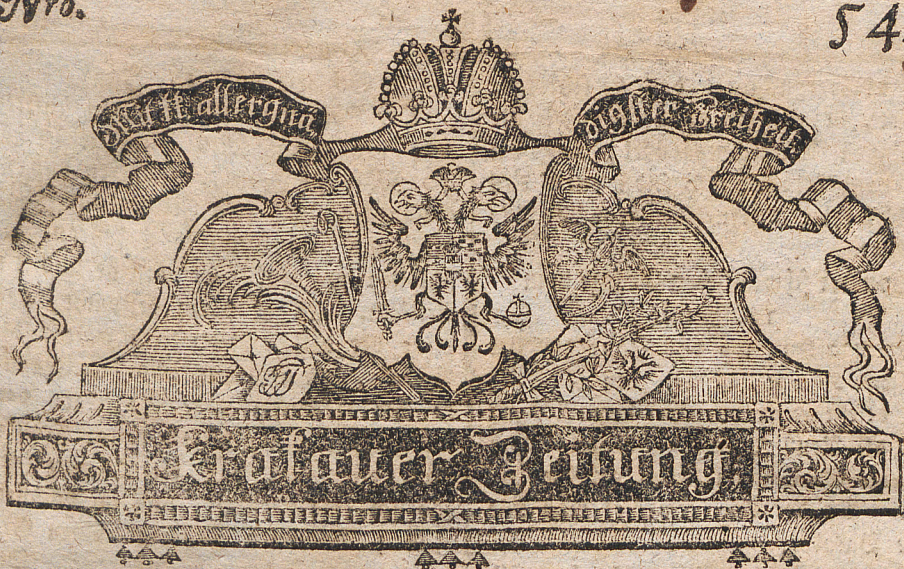 Nro.
54.
Mit k k allergnä
digster Freiheit.
Krakauer Zeitung.